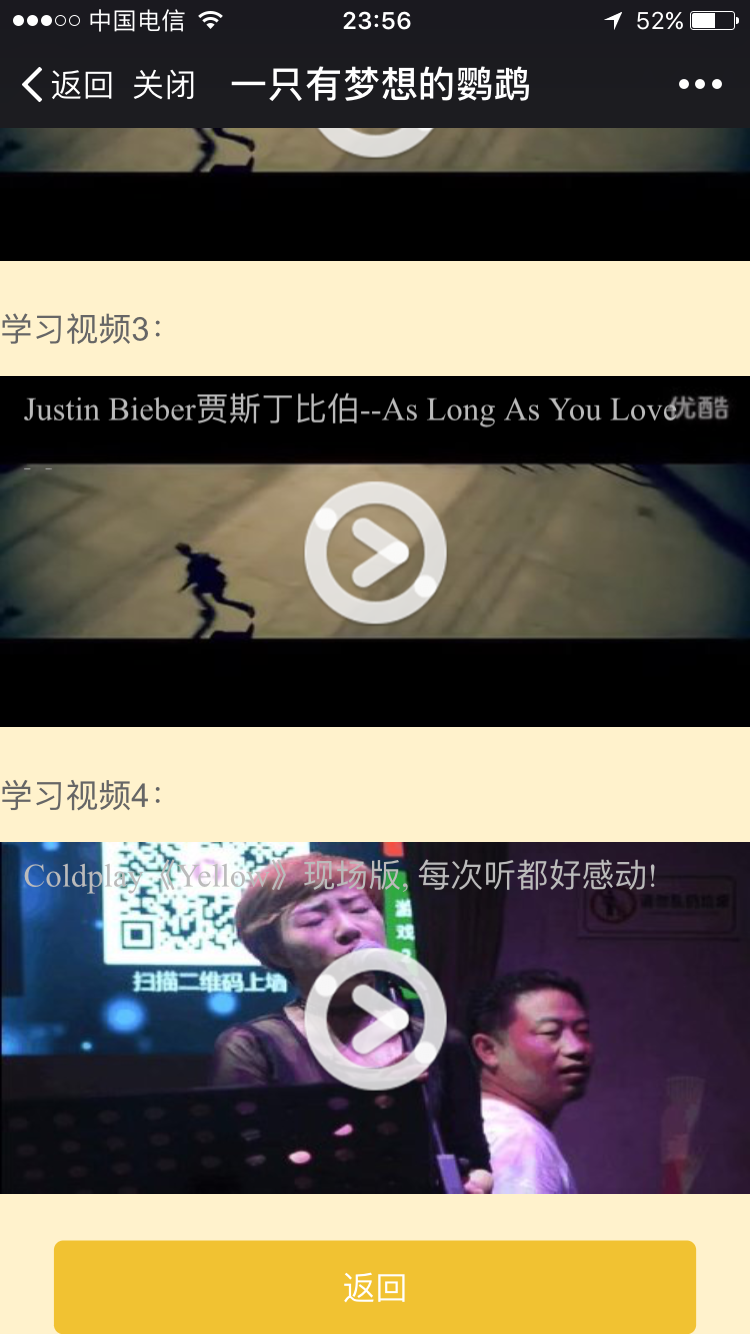 中国电信
23:56
52%
返回 关闭 一只有梦想的鹦鹉
学习视频3：
Justin Bieber贾斯丁比伯--As Long As You Love
优酷
学习视频4：
Coldplay《Yellow》现场版, 每次听都好感动!
游戏
扫描二维码上墙
返回